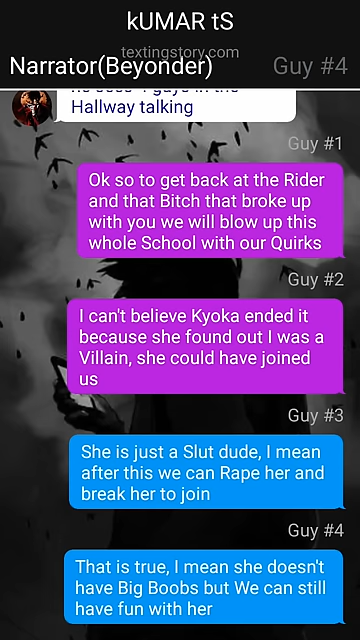 kUMAR tS
textingstory.com
Narrator(Beyonder) Guy #4
guys in the
Hallway talking
Guy #1
Ok so to get back at the Rider
and that Bitch that broke up
with you we will blow up this
whole School with our Quirks
Guy #2
I can't believe Kyoka ended it
because she found out I was a
Villain, she could have joined
us
Guy #3
She is just a Slut dude, I mean
after this we can Rape her and
break her to join
Guy #4
That is true, I mean she doesn't
have Big Boobs but We can still
have fun with her